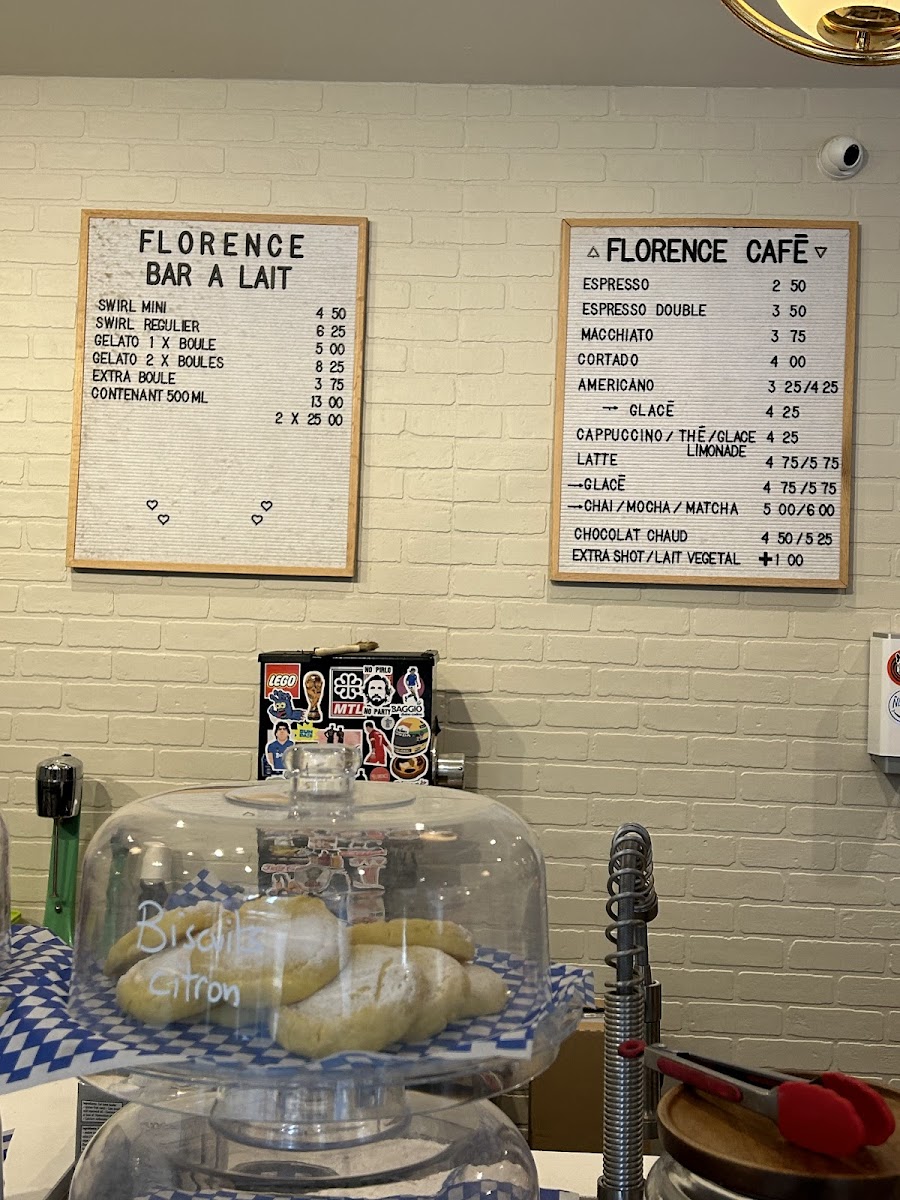 FLORENCE
BAR A LAIT
SWIRL MINI 4 50
SWIRL REGULIER 6 25
GELATO 1 X BOULE 5 00
GELATO 2 X BOULES 8 25
EXTRA BOULE 3 75
CONTENANT 500 ML 13 00
2 X 25 00
△ FLORENCE CAFÉ ▽
ESPRESSO 2 50
ESPRESSO DOUBLE 3 50
MACCHIATO 3 75
CORTADO 4 00
AMERICANO 3 25/4 25
→ GLACÉ 4 25
CAPPUCCINO / THÉ/GLACE 4 25
LIMONADE
LATTE 4 75/5 75
→GLACÉ 4 75/5 75
→CHAI/MOCHA/MATCHA 5 00/6 00
CHOCOLAT CHAUD 4 50/5 25
EXTRA SHOT/LAIT VEGETAL +1 00
LEGO
MTL
NO PIRLO
NO PARTY
BAGGIO
Biscuits
citron